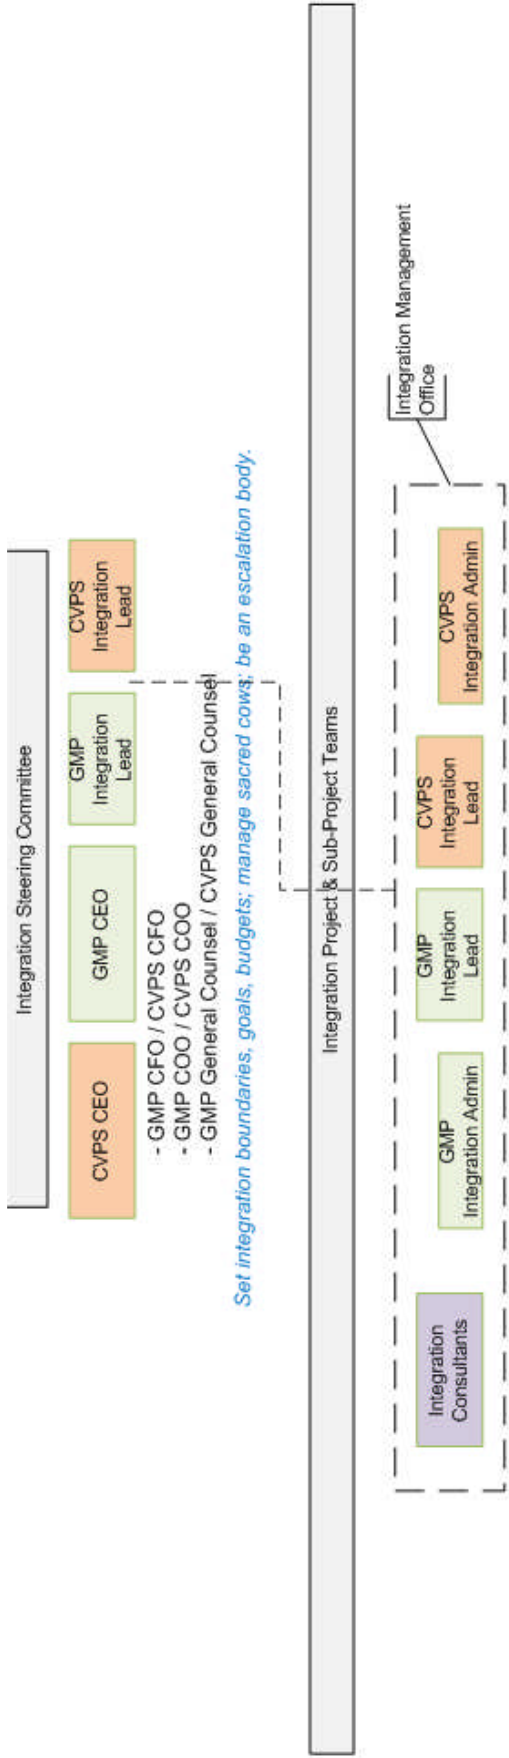 Integration Steering Committee
CVPS CEO
GMP CEO
GMP
Integration
Lead
CVPS
Integration
Lead
- GMP CFO / CVPS CFO
- GMP COO / CVPS COO
- GMP General Counsel / CVPS General Counsel
Set integration boundaries, goals, budgets; manage sacred cows; be an escalation body.
Integration Project & Sub-Project Teams
Integration Management
Office
Integration
Consultants
GMP
Integration Admin
GMP
Integration
Lead
CVPS
Integration
Lead
CVPS
Integration Admin